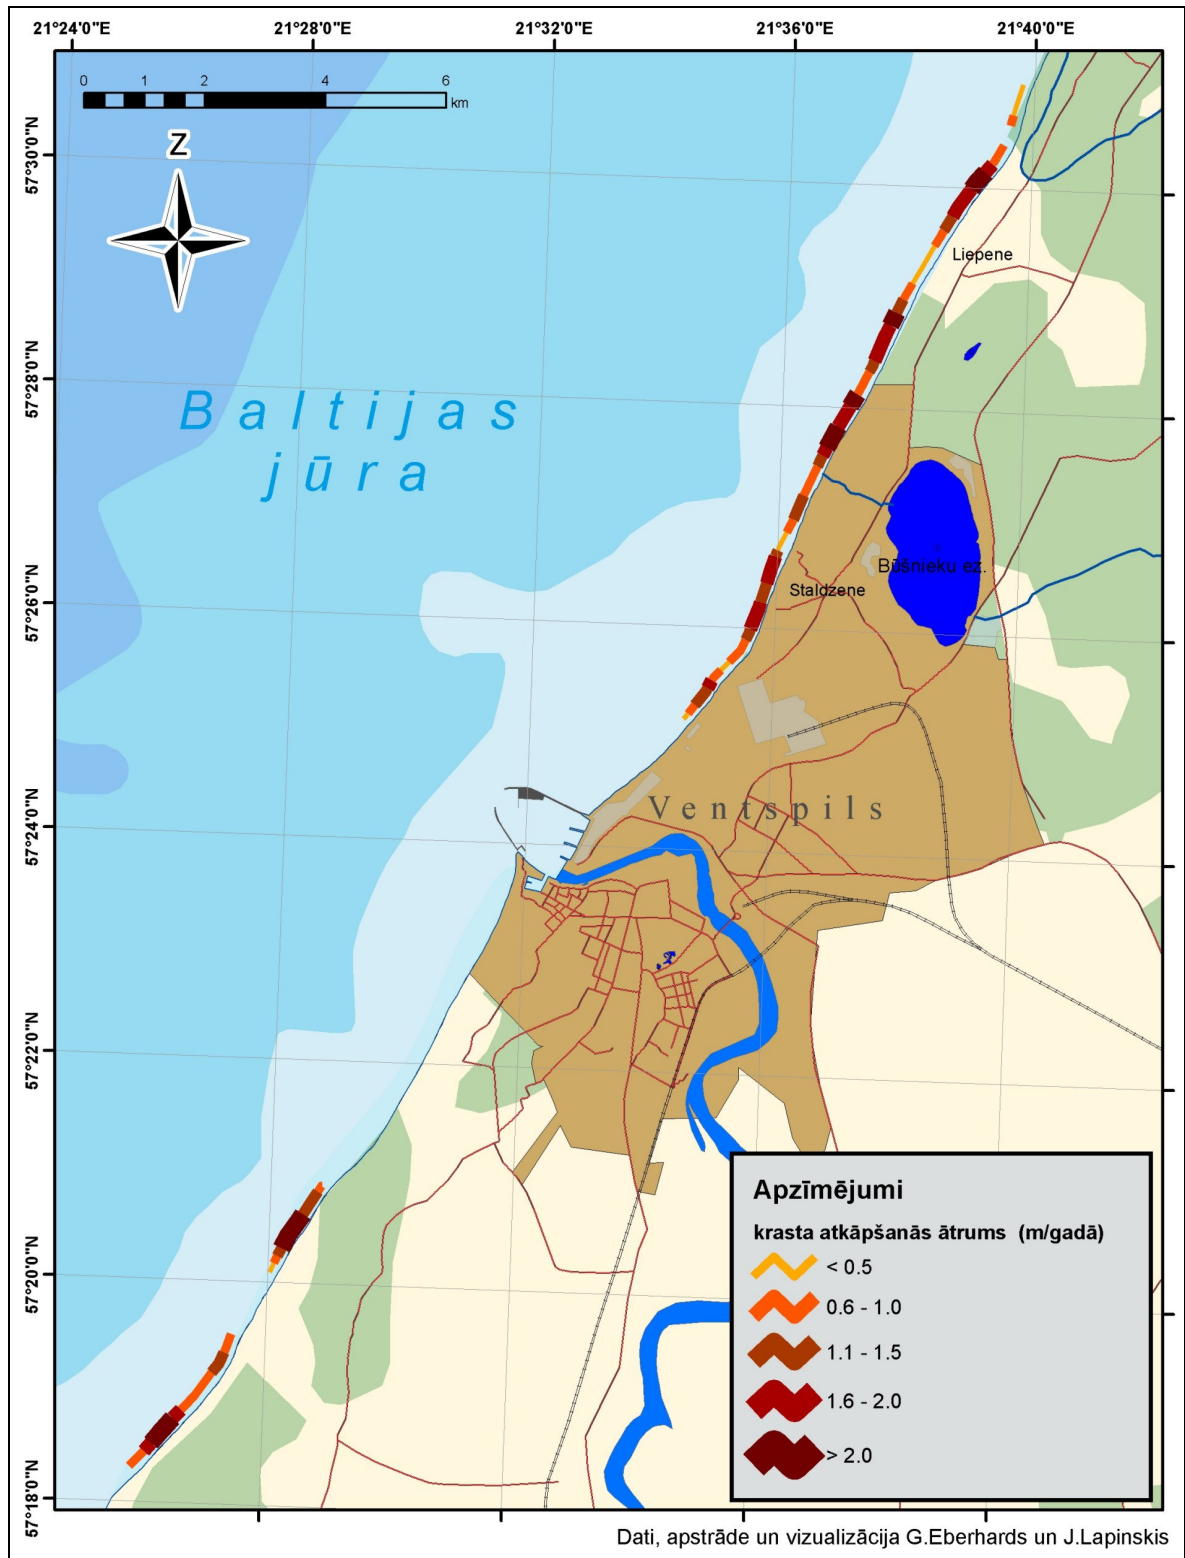 21°24'0"E 21°28'0"E 21°32'0"E 21°36'0"E 21°40'0"E
0 1 2 4 6
km
Z
57°30'0"N
Liepene
57°28'0"N
Baltijas
jūra
57°26'0"N
Būšnieku ez.
Staldzene
57°24'0"N
Ventspils
57°22'0"N
57°20'0"N
57°18'0"N
Apzīmējumi
krasta atkāpšanās ātrums (m/gadā)
< 0.5
0.6 - 1.0
1.1 - 1.5
1.6 - 2.0
> 2.0
Dati, apstrāde un vizualizācija G.Eberhards un J.Lapinskis